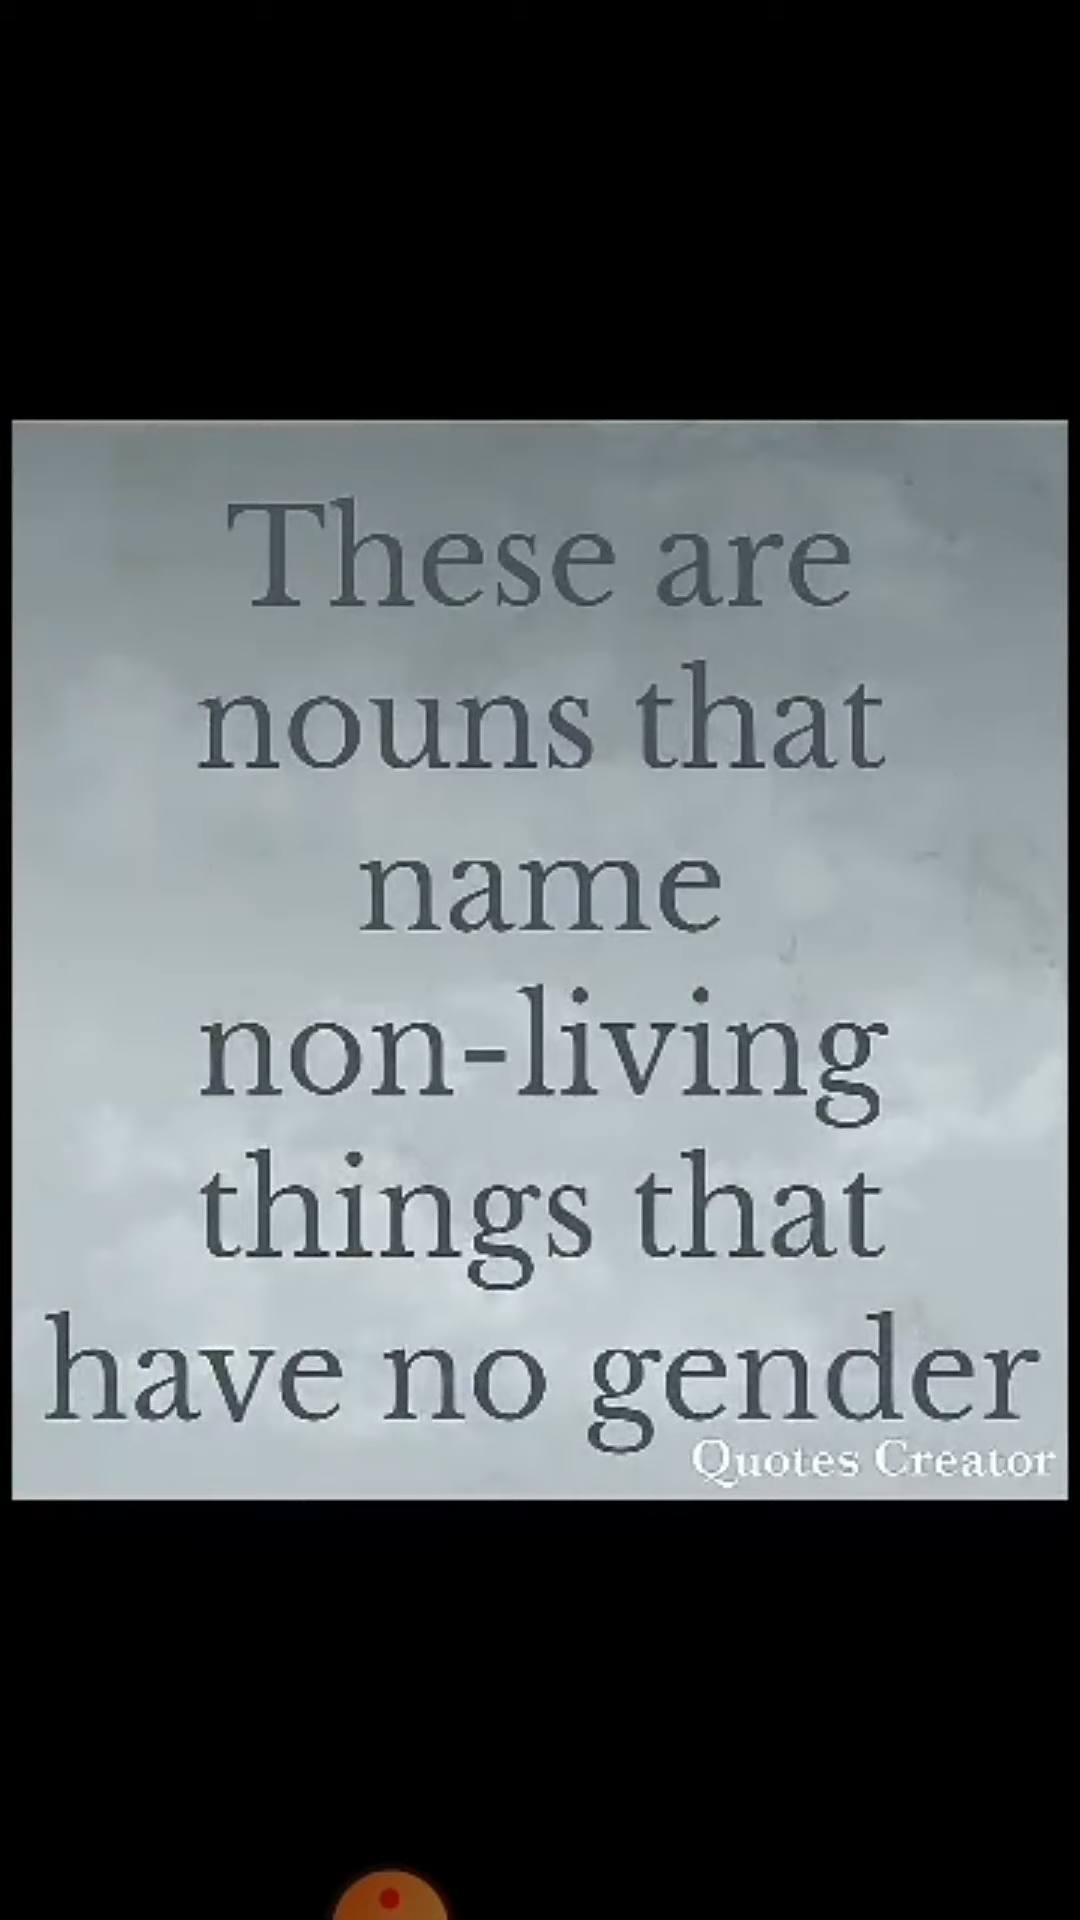 These are
nouns that
name
non-living
things that
have no gender
Quotes Creator